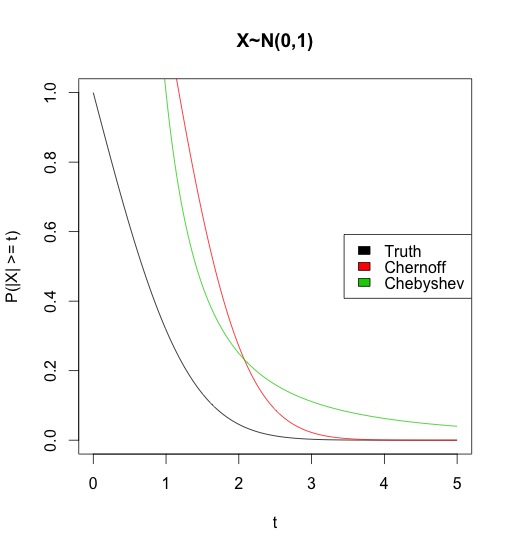 X~N(0,1)
P(|X| >= t)
1.0
0.8
0.6
0.4
0.2
0.0
Truth
Chernoff
Chebyshev
0 1 2 3 4 5
t